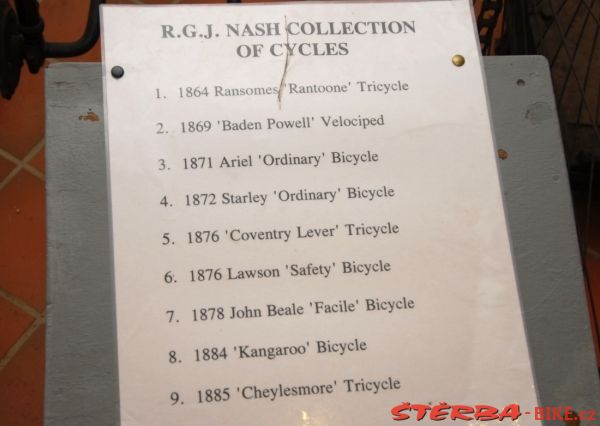 R.G.J. NASH COLLECTION
OF CYCLES
1. 1864 Ransomes 'Rantoone' Tricycle
2. 1869 'Baden Powell' Velociped
3. 1871 Ariel 'Ordinary' Bicycle
4. 1872 Starley 'Ordinary' Bicycle
5. 1876 'Coventry Lever' Tricycle
6. 1876 Lawson 'Safety' Bicycle
7. 1878 John Beale 'Facile' Bicycle
8. 1884 'Kangaroo' Bicycle
9. 1885 'Cheylesmore' Tricycle
ŠTĚRBA-BIKE.cz